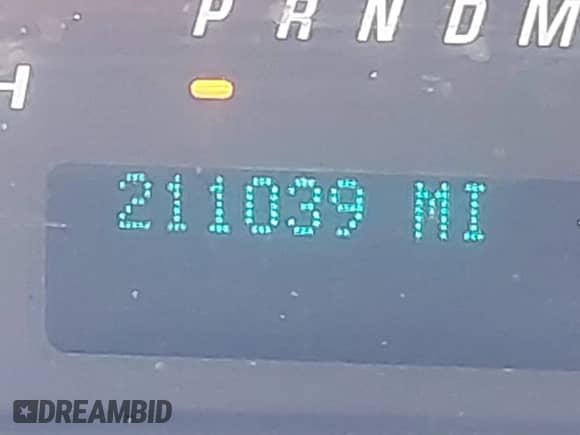 P R N D M
H
211039 MI
DREAMBID